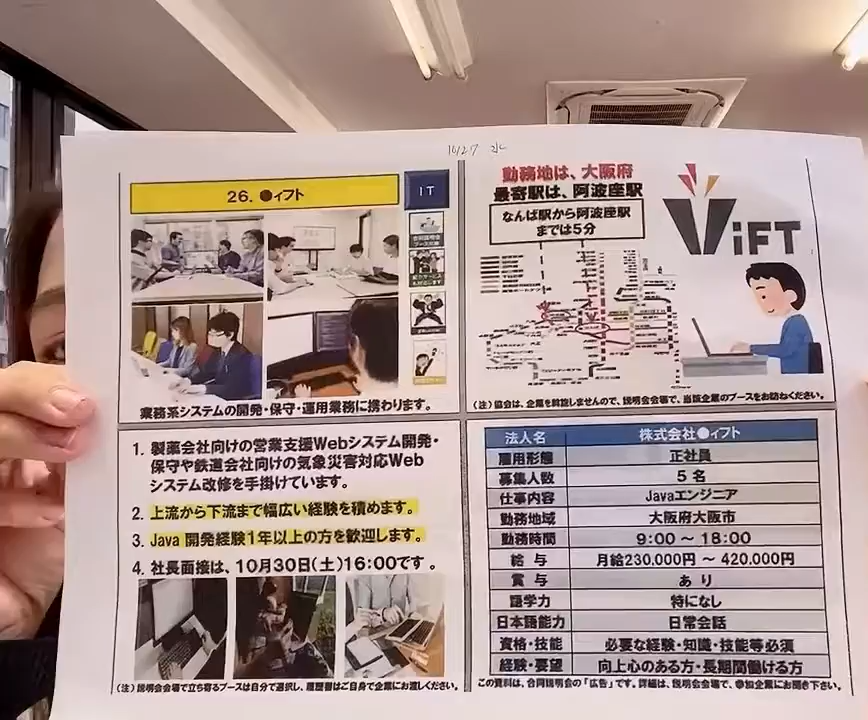 10/27 水
26. ●ィフト
IT
業務系システムの開発・保守・運用業務に携わります。
勤務地は、大阪府
最寄駅は、阿波座駅
なんば駅から阿波座駅
までは5分
ViFT
(注)協会は、企業を斡旋しませんので、説明会会場で、当該企業のブースをお訪ねください。
1. 製薬会社向けの営業支援Webシステム開発・
保守や鉄道会社向けの気象災害対応Web
システム改修を手掛けています。
2. 上流から下流まで幅広い経験を積めます。
3. Java 開発経験1年以上の方を歓迎します。
4. 社長面接は、10月30日(土)16:00です。
(注)説明会会場で立ち寄るブースは自分で選択し、履歴書はご自身で企業にお渡しください。
法人名 株式会社●ィフト
雇用形態 正社員
募集人数 5名
仕事内容 Javaエンジニア
勤務地域 大阪府大阪市
勤務時間 9:00 ~ 18:00
給与 月給230.000円 ~ 420.000円
賞与 あり
語学力 特になし
日本語能力 日常会話
資格・技能 必要な経験・知識・技能等必須
経験・要望 向上心のある方・長期間働ける方
この資料は、合同説明会の「広告」です。詳細は、説明会会場で、参加企業にお聞き下さい。